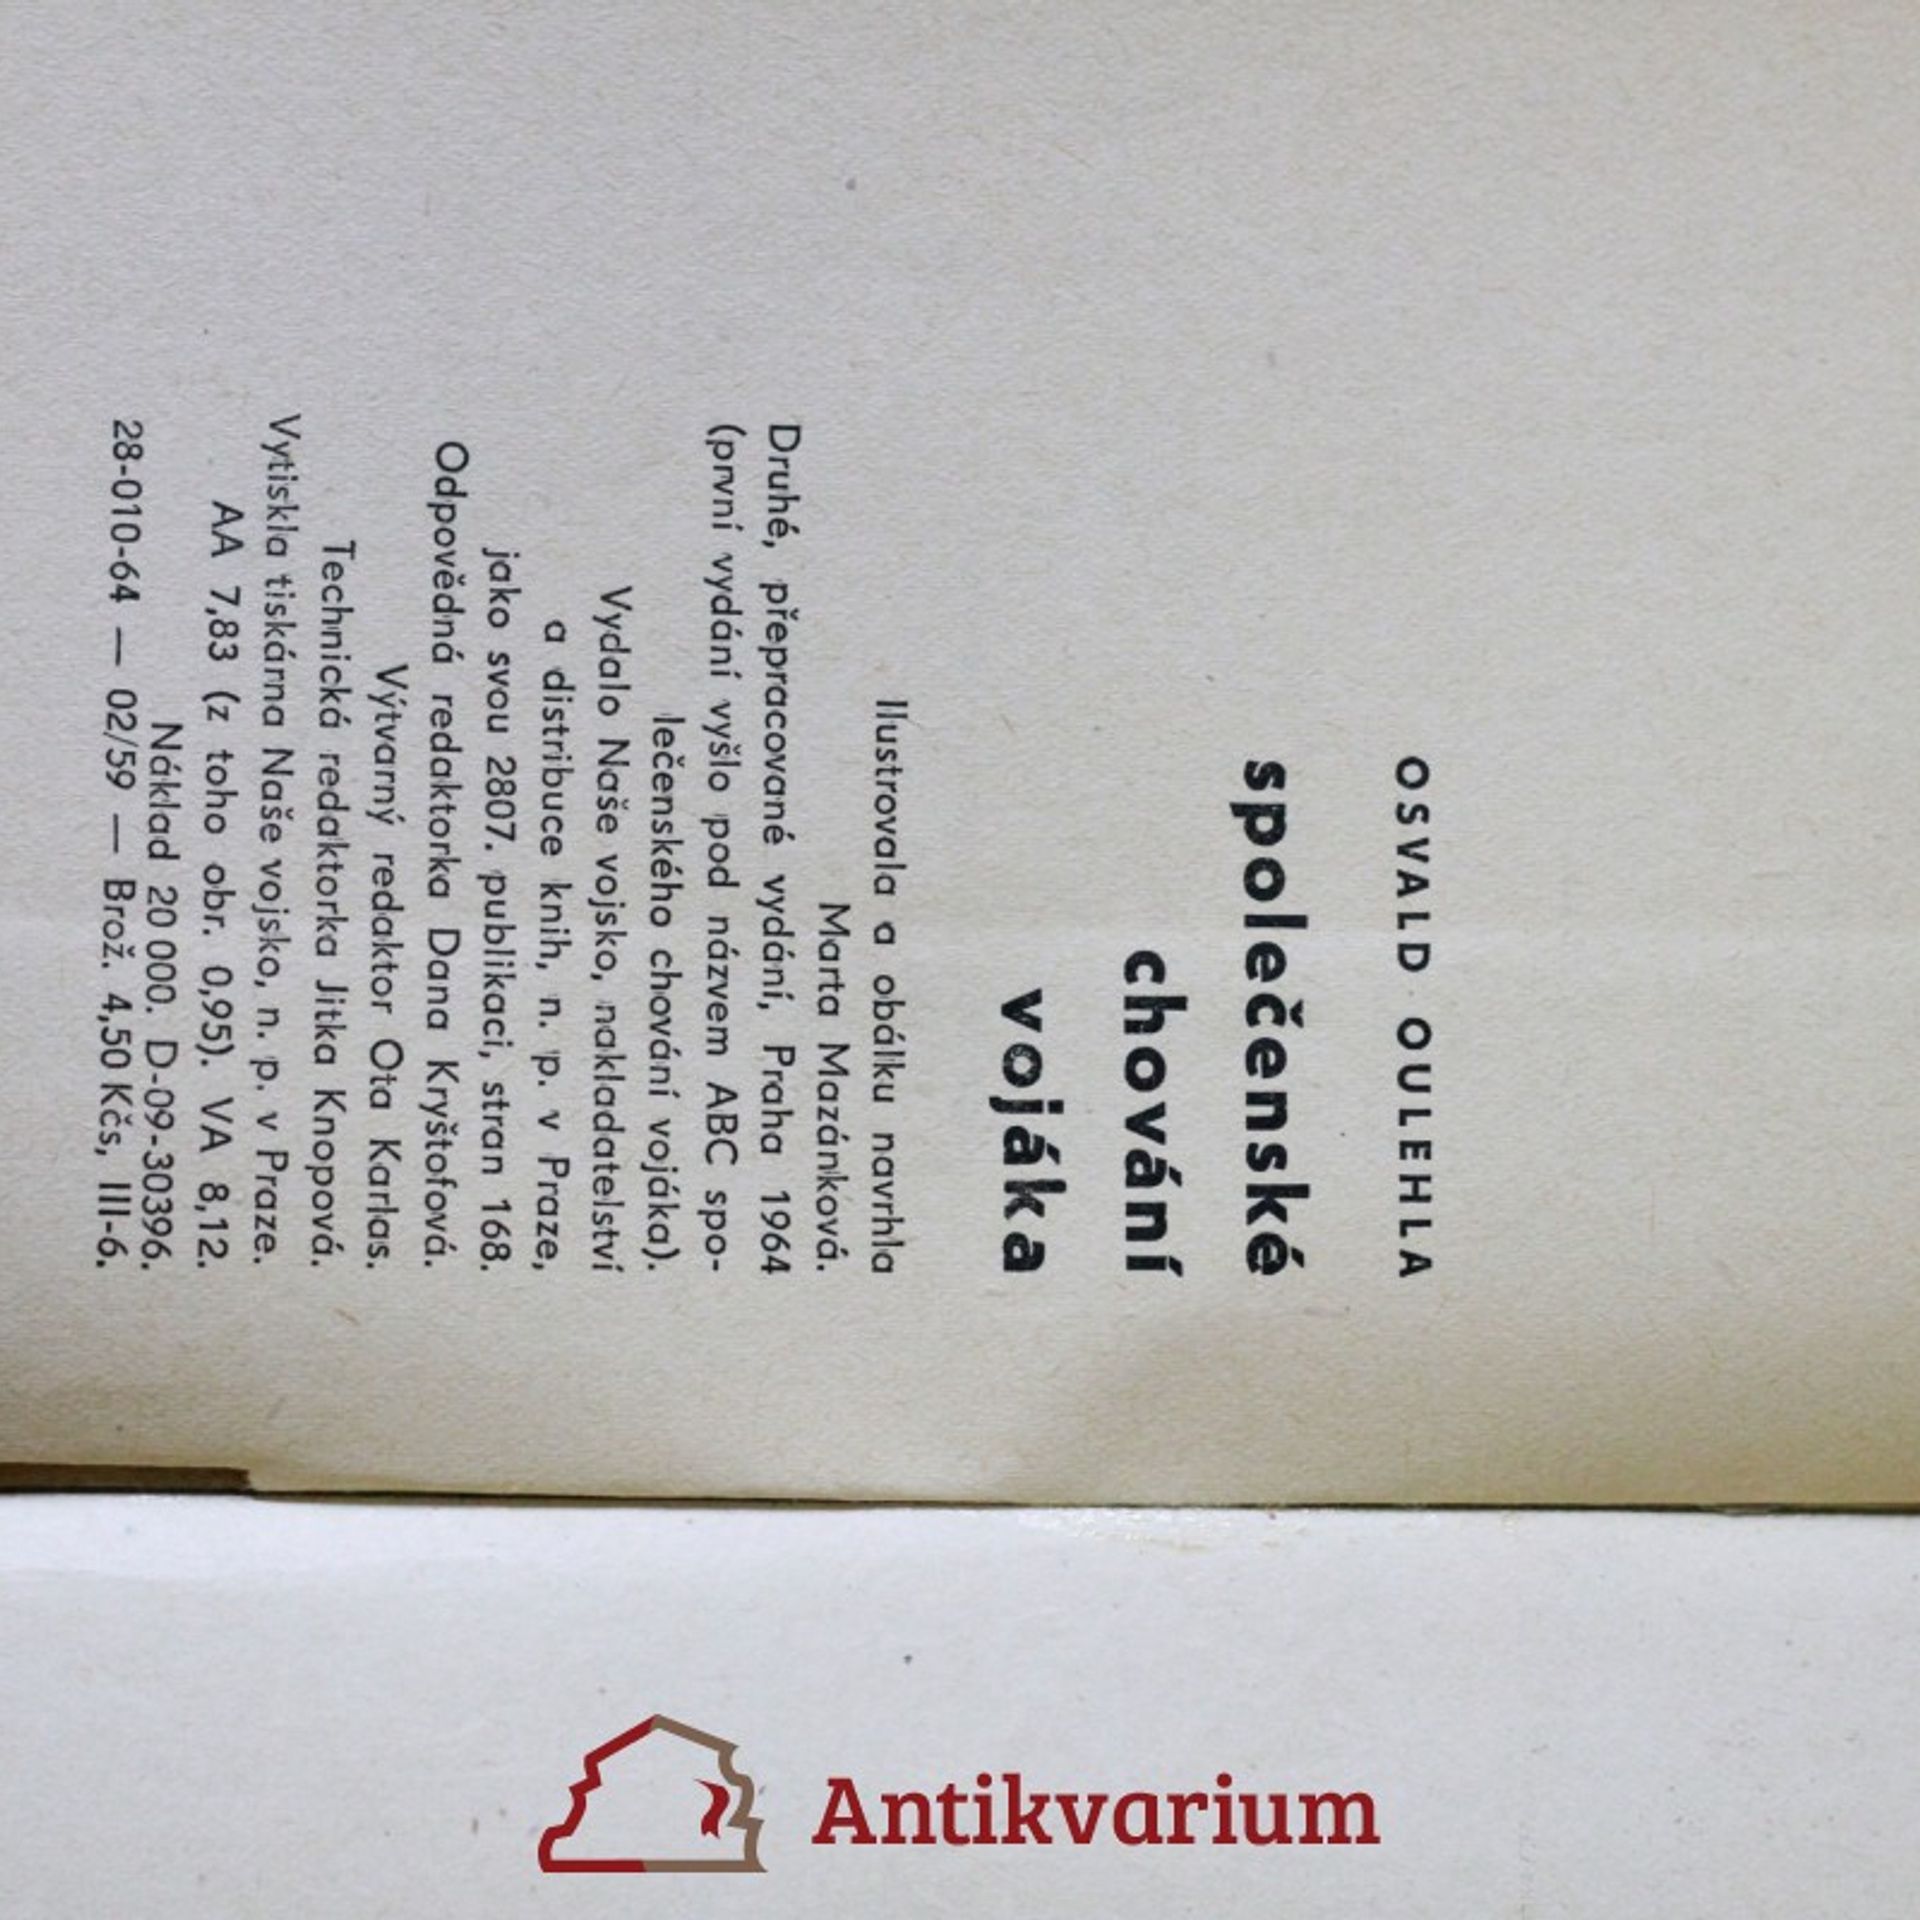 OSVALD OULEHLA
společenské
chování
vojáka
Ilustrovala a obálku navrhla
Marta Mazánková.
Druhé, přepracované vydání, Praha 1964
(první vydání vyšlo pod názvem ABC spo-
lečenského chování vojáka).
Vydalo Naše vojsko, nakladatelství
a distribuce knih, n. p. v Praze,
jako svou 2807. publikaci, stran 168.
Odpovědná redaktorka Dana Kryštofová.
Výtvarný redaktor Ota Karlas.
Technická redaktorka Jitka Knopová.
Vytiskla tiskárna Naše vojsko, n. p. v Praze.
AA 7,83 (z toho obr. 0,95). VA 8,12.
Náklad 20 000. D-09-30396.
28-010-64 — 02/59 — Brož. 4,50 Kčs, III-6.
Antikvarium